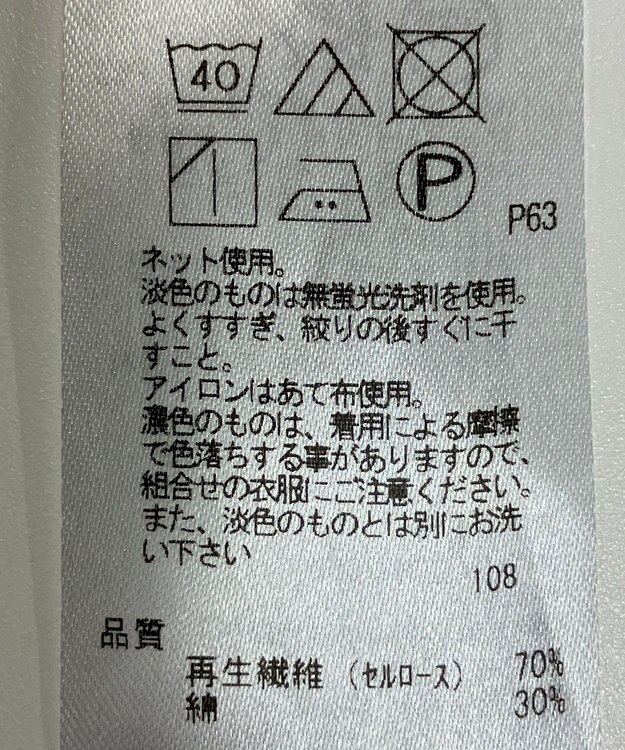 40
P
P63
ネット使用。
淡色のものは無蛍光洗剤を使用。
よくすすぎ、絞りの後すぐに干
すこと。
アイロンはあて布使用。
濃色のものは、着用による摩擦
で色落ちする事がありますので、
組合せの衣服にご注意ください。
また、淡色のものとは別にお洗
い下さい
108
品質
再生繊維（セルロース） 70%
綿 30%